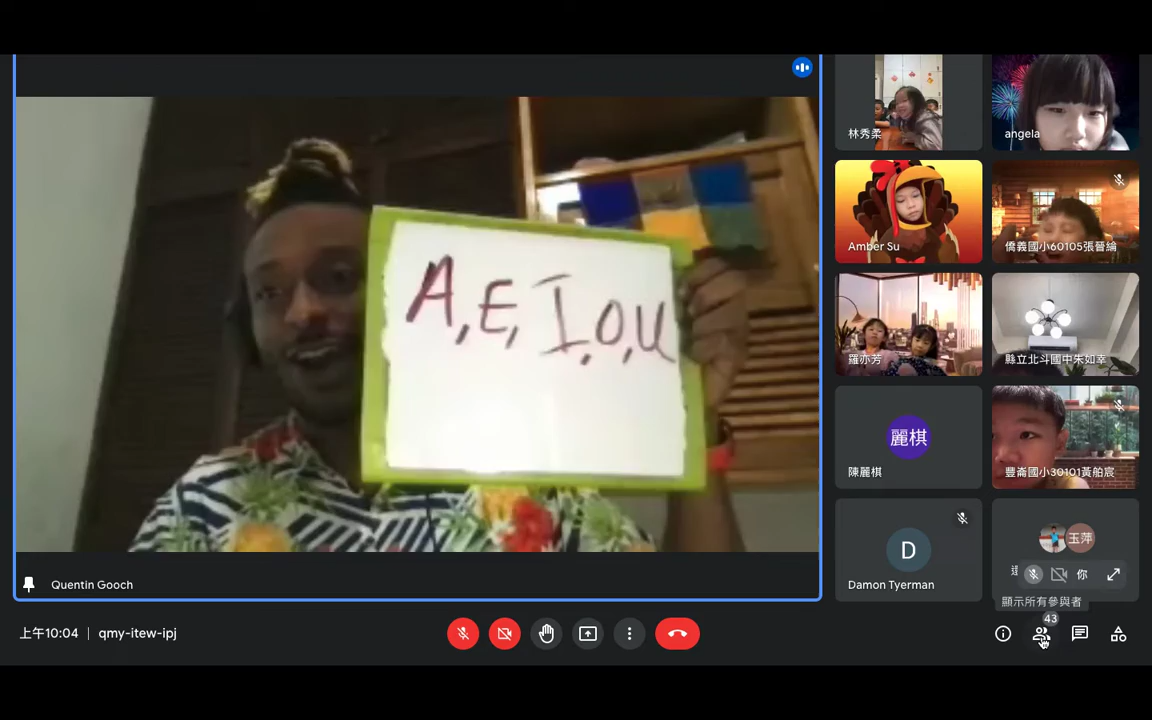 A, E, I, O, U
林秀柔
angela
Amber Su
僑義國小60105張晉綸
羅亦芳
縣立北斗國中朱如幸
麗棋
陳麗棋
豐崙國小30101黃舶宸
D
Damon Tyerman
玉萍
你
顯示所有參與者
Quentin Gooch
上午10:04 | qmy-itew-ipj
43